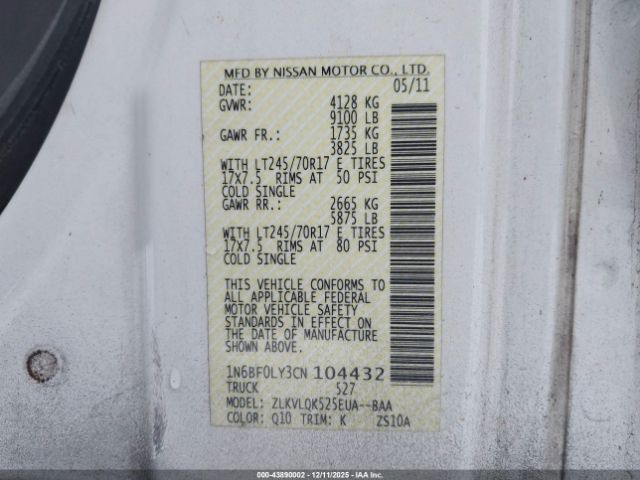 MFD BY NISSAN MOTOR CO., LTD.
DATE: 05/11
GVWR: 4128 KG
9100 LB
GAWR FR.: 1735 KG
3825 LB
WITH LT245/70R17 E TIRES
17X7.5 RIMS AT 50 PSI
COLD SINGLE
GAWR RR.: 2665 KG
5875 LB
WITH LT245/70R17 E TIRES
17X7.5 RIMS AT 80 PSI
COLD SINGLE
THIS VEHICLE CONFORMS TO
ALL APPLICABLE FEDERAL
MOTOR VEHICLE SAFETY
STANDARDS IN EFFECT ON
THE DATE OF MANUFACTURE
SHOWN ABOVE.
1N6BF0LY3CN 104432
TRUCK 527
MODEL: ZLKVLQK525EUA--BAA
COLOR: Q10 TRIM: K ZS10A
000-43890002 - 12/11/2025 - IAAI.com